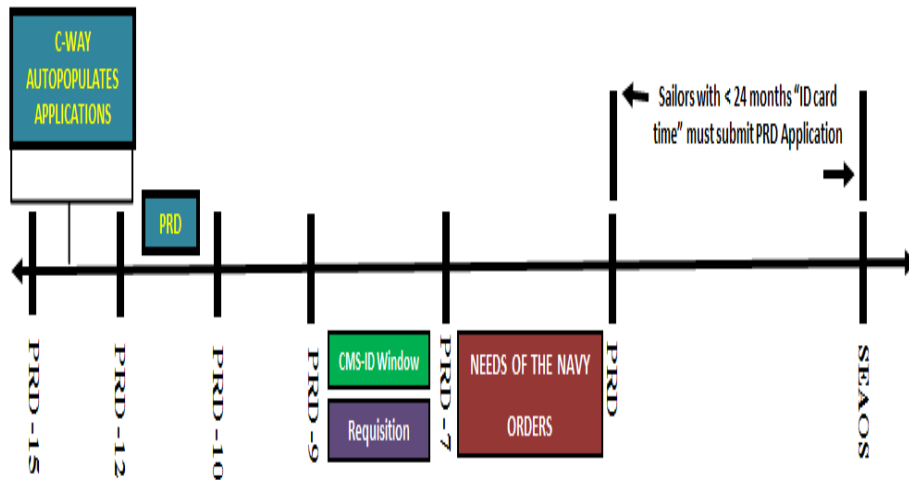 C-WAY
AUTOPOPULATES
APPLICATIONS
Sailors with < 24 months “ID card
time” must submit PRD Application
PRD
PRD -15
PRD -12
PRD -10
PRD -9
CMS-ID Window
Requisition
PRD -7
NEEDS OF THE NAVY
ORDERS
PRD
SEAOS